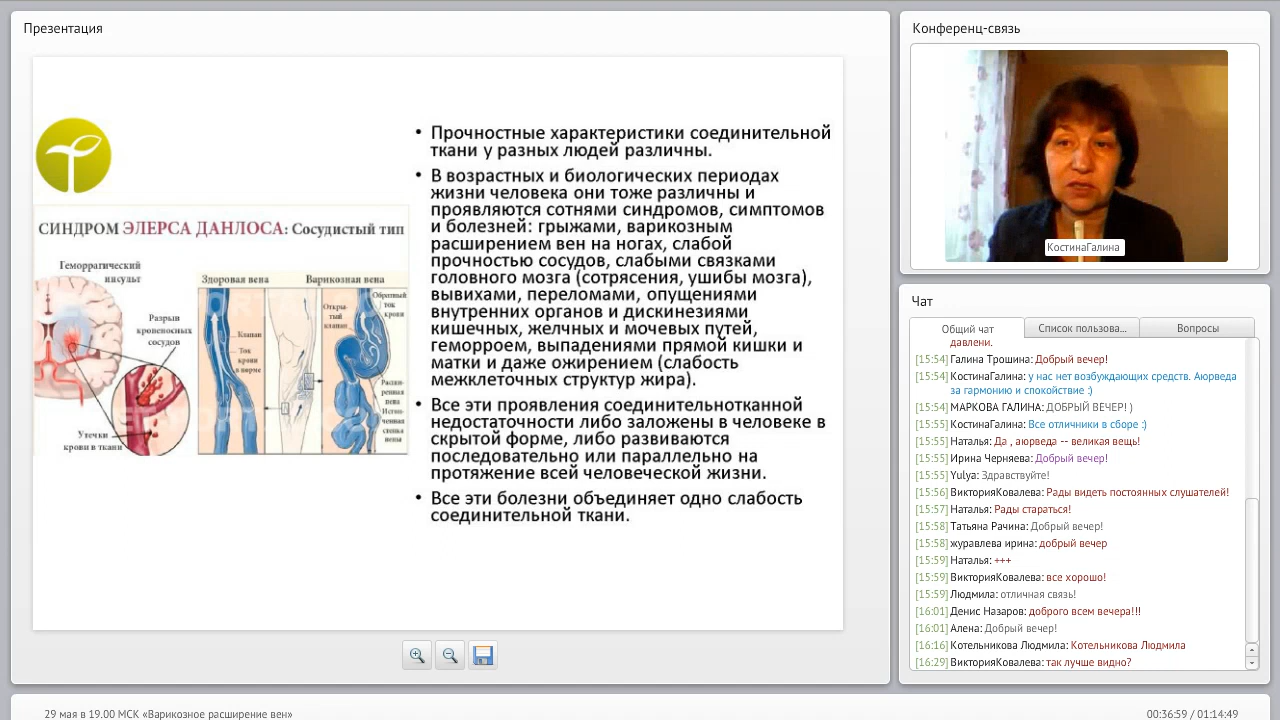 Презентация
СИНДРОМ ЭЛЕРСА ДАНЛОСА: Сосудистый тип
Геморрагический
инсульт
Разрыв
кровеносных
сосудов
Утечки
крови в ткани
Здоровая вена
Варикозная вена
Клапан
Ток
крови
в норме
Откры-
тый
клапан
Обратный
ток
крови
Расши-
ренная
вена
Истон-
ченная
стенка
вены
• Прочностные характеристики соединительной
ткани у разных людей различны.
• В возрастных и биологических периодах
жизни человека они тоже различны и
проявляются сотнями синдромов, симптомов
и болезней: грыжами, варикозным
расширением вен на ногах, слабой
прочностью сосудов, слабыми связками
головного мозга (сотрясения, ушибы мозга),
вывихами, переломами, опущениями
внутренних органов и дискинезиями
кишечных, желчных и мочевых путей,
геморроем, выпадениями прямой кишки и
матки и даже ожирением (слабость
межклеточных структур жира).
• Все эти проявления соединительнотканной
недостаточности либо заложены в человеке в
скрытой форме, либо развиваются
последовательно или параллельно на
протяжение всей человеческой жизни.
• Все эти болезни объединяет одно слабость
соединительной ткани.
Конференц-связь
КостинаГалина
Чат
Общий чат
Список пользова...
Вопросы
давлени.
[15:54] Галина Трошина: Добрый вечер!
[15:54] КостинаГалина: у нас нет возбуждающих средств. Аюрведа
за гармонию и спокойствие :)
[15:54] МАРКОВА ГАЛИНА: ДОБРЫЙ ВЕЧЕР! )
[15:55] КостинаГалина: Все отличники в сборе :)
[15:55] Наталья: Да , аюрведа -- великая вещь!
[15:55] Ирина Черняева: Добрый вечер!
[15:55] Yulya: Здравствуйте!
[15:56] ВикторияКовалева: Рады видеть постоянных слушателей!
[15:57] Наталья: Рады стараться!
[15:58] Татьяна Рачина: Добрый вечер!
[15:58] журавлева ирина: добрый вечер
[15:59] Наталья: +++
[15:59] ВикторияКовалева: все хорошо!
[15:59] Людмила: отличная связь!
[16:01] Денис Назаров: доброго всем вечера!!!
[16:01] Алена: Добрый вечер!
[16:16] Котельникова Людмила: Котельникова Людмила
[16:29] ВикторияКовалева: так лучше видно?
29 мая в 19.00 МСК «Варикозное расширение вен»
00:36:59 / 01:14:49